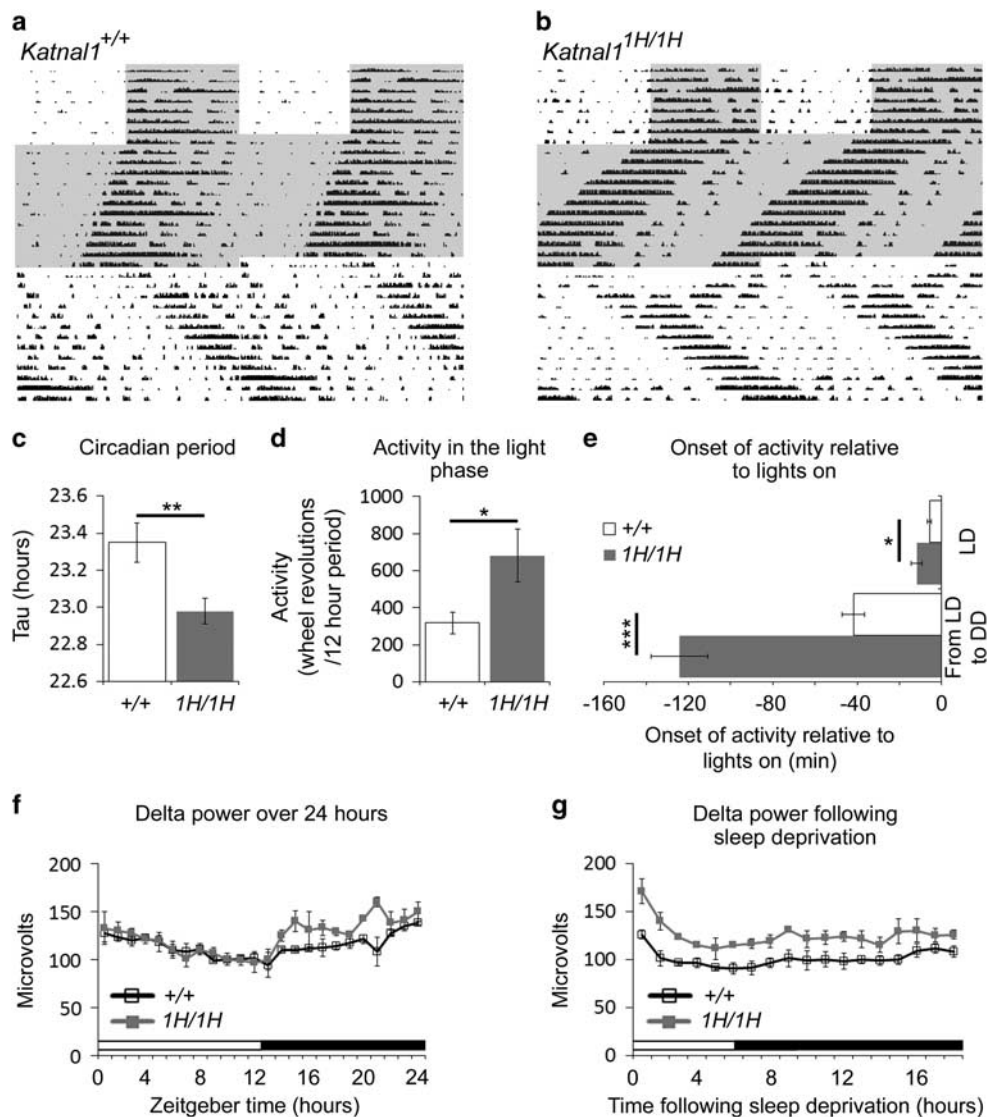 a
Katnal1+/+
b
Katnal1 1H/1H
c
Circadian period
Tau (hours)
23.6
23.4
23.2
23.0
22.8
22.6
**
+/+
1H/1H
d
Activity in the light
phase
Activity
(wheel revolutions
/12 hour period)
1000
800
600
400
200
0
*
+/+
1H/1H
e
Onset of activity relative
to lights on
+/+
1H/1H
*
***
LD
From LD
to DD
-160
-120
-80
-40
0
Onset of activity relative to
lights on (min)
f
Delta power over 24 hours
Microvolts
200
150
100
50
0
+/+
1H/1H
0
4
8
12
16
20
24
Zeitgeber time (hours)
g
Delta power following
sleep deprivation
Microvolts
200
150
100
50
0
+/+
1H/1H
0
4
8
12
16
Time following sleep deprivation (hours)